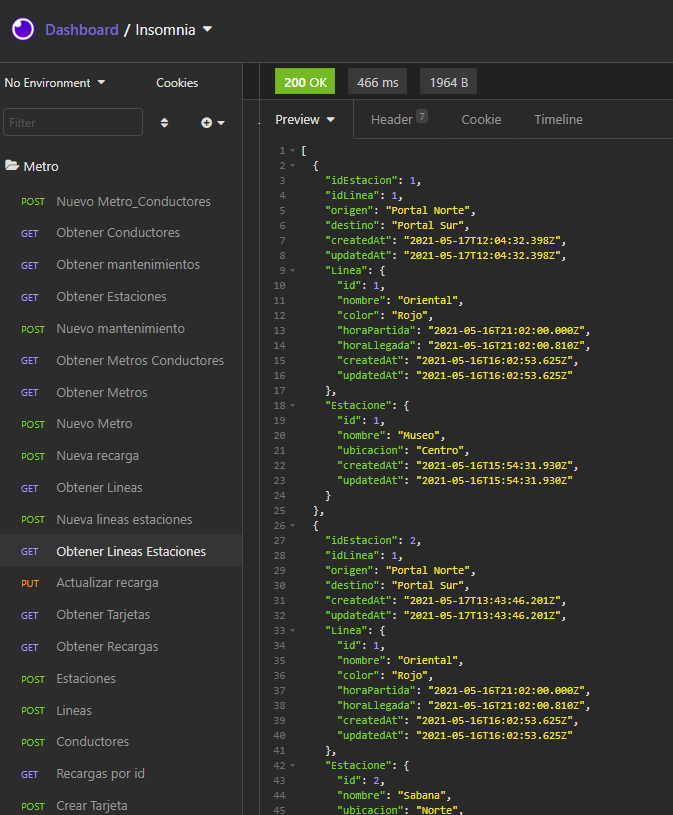 Dashboard / Insomnia
No Environment
Cookies
Filter
Metro
POST Nuevo Metro_Conductores
GET Obtener Conductores
GET Obtener mantenimientos
GET Obtener Estaciones
POST Nuevo mantenimiento
GET Obtener Metros Conductores
GET Obtener Metros
POST Nuevo Metro
POST Nueva recarga
GET Obtener Lineas
POST Nueva lineas estaciones
GET Obtener Lineas Estaciones
PUT Actualizar recarga
GET Obtener Tarjetas
GET Obtener Recargas
POST Estaciones
POST Lineas
POST Conductores
GET Recargas por id
POST Crear Tarjeta
200 OK 466 ms 1964 B
Preview Header 7 Cookie Timeline
1 [
2 {
3 "idEstacion": 1,
4 "idLinea": 1,
5 "origen": "Portal Norte",
6 "destino": "Portal Sur",
7 "createdAt": "2021-05-17T12:04:32.398Z",
8 "updatedAt": "2021-05-17T12:04:32.398Z",
9 "Linea": {
10 "id": 1,
11 "nombre": "Oriental",
12 "color": "Rojo",
13 "horaPartida": "2021-05-16T21:02:00.000Z",
14 "horaLlegada": "2021-05-16T21:02:00.810Z",
15 "createdAt": "2021-05-16T16:02:53.625Z",
16 "updatedAt": "2021-05-16T16:02:53.625Z"
17 },
18 "Estacione": {
19 "id": 1,
20 "nombre": "Museo",
21 "ubicacion": "Centro",
22 "createdAt": "2021-05-16T15:54:31.930Z",
23 "updatedAt": "2021-05-16T15:54:31.930Z"
24 }
25 },
26 {
27 "idEstacion": 2,
28 "idLinea": 1,
29 "origen": "Portal Norte",
30 "destino": "Portal Sur",
31 "createdAt": "2021-05-17T13:43:46.201Z",
32 "updatedAt": "2021-05-17T13:43:46.201Z",
33 "Linea": {
34 "id": 1,
35 "nombre": "Oriental",
36 "color": "Rojo",
37 "horaPartida": "2021-05-16T21:02:00.000Z",
38 "horaLlegada": "2021-05-16T21:02:00.810Z",
39 "createdAt": "2021-05-16T16:02:53.625Z",
40 "updatedAt": "2021-05-16T16:02:53.625Z"
41 },
42 "Estacione": {
43 "id": 2,
44 "nombre": "Sabana",
45 "ubicacion": "Norte",